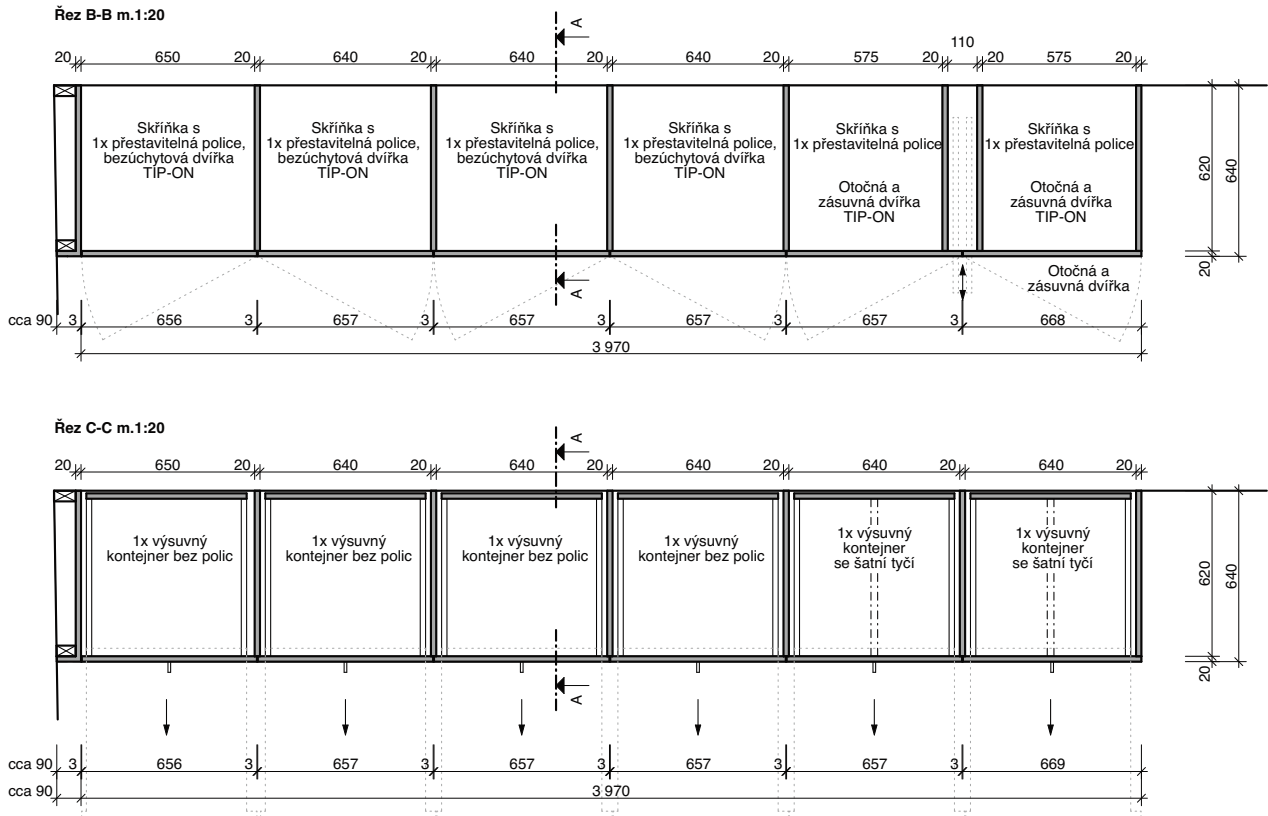 Řez B-B m.1:20
A
110
20 650 20 640 20 640 20 640 20 575 20 20 575 20
Skříňka s
1x přestavitelná police,
bezúchytová dvířka
TIP-ON
Skříňka s
1x přestavitelná police,
bezúchytová dvířka
TIP-ON
Skříňka s
1x přestavitelná police,
bezúchytová dvířka
TIP-ON
Skříňka s
1x přestavitelná police,
bezúchytová dvířka
TIP-ON
Skříňka s
1x přestavitelná police
Otočná a
zásuvná dvířka
TIP-ON
Skříňka s
1x přestavitelná police
Otočná a
zásuvná dvířka
TIP-ON
620
640
20
A
Otočná a
zásuvná dvířka
cca 90 3 656 3 657 3 657 3 657 3 657 3 668
3 970
Řez C-C m.1:20
A
20 650 20 640 20 640 20 640 20 640 20 640 20
1x výsuvný
kontejner bez polic
1x výsuvný
kontejner bez polic
1x výsuvný
kontejner bez polic
1x výsuvný
kontejner bez polic
1x výsuvný
kontejner
se šatní tyčí
1x výsuvný
kontejner
se šatní tyčí
620
640
20
A
cca 90 3 656 3 657 3 657 3 657 3 657 3 669
cca 90 3 970